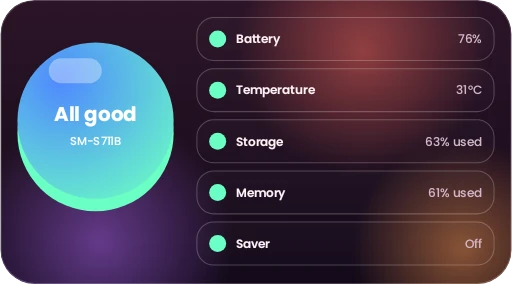 All good
SM-S711B
Battery 76%
Temperature 31°C
Storage 63% used
Memory 61% used
Saver Off